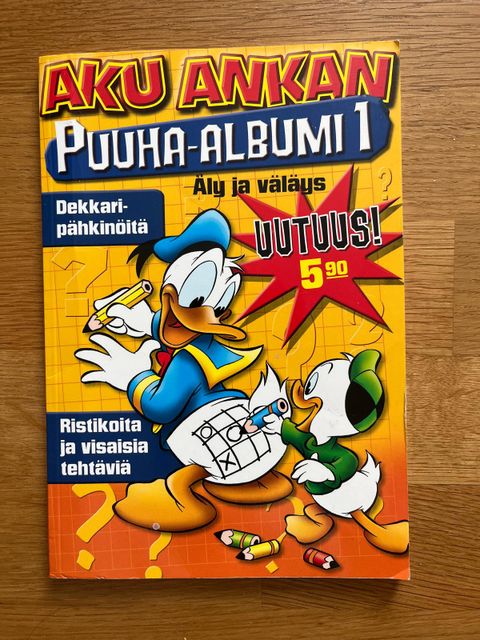 AKU ANKAN
PUUHA-ALBUMI 1
Äly ja väläys
Dekkari-
pähkinöitä
UUTUUS!
5 90
Ristikoita
ja visaisia
tehtäviä